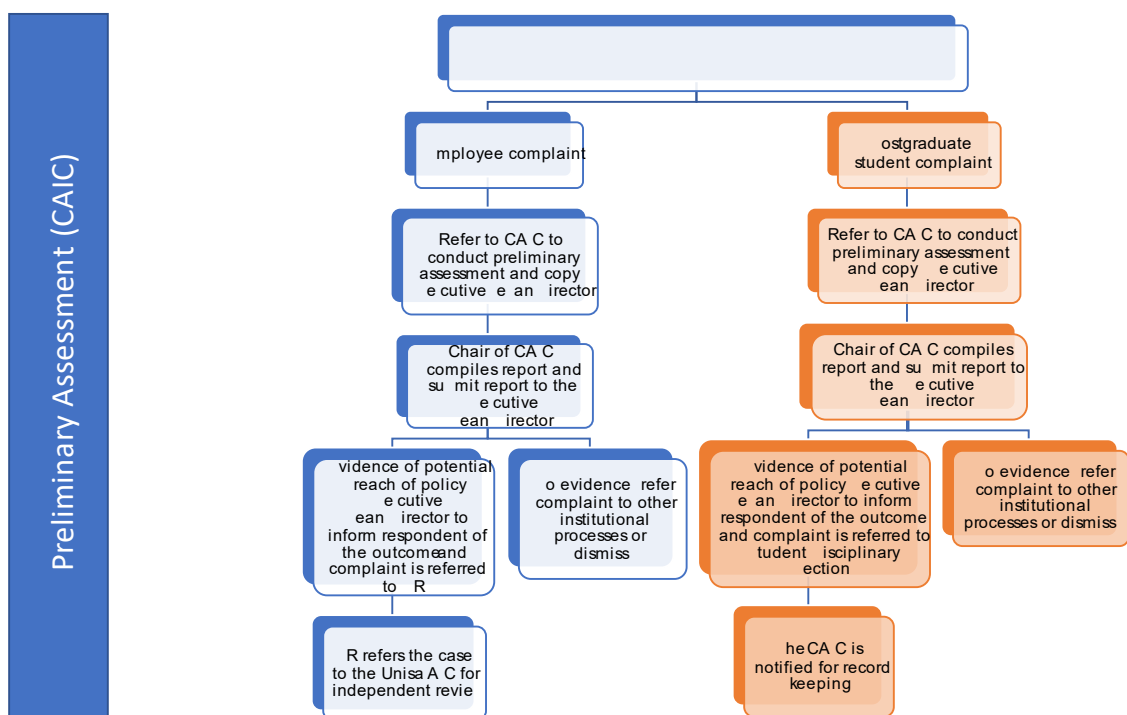 Preliminary Assessment (CAIC)
mployee complaint
ostgraduate
student complaint
Refer to CA C to
conduct preliminary
assessment and copy
e cutive e an irector
Refer to CA C to conduct
preliminary assessment
and copy e cutive
ean irector
Chair of CA C
compiles report and
su mit report to the
e cutive
ean irector
Chair of CA C compiles
report and su mit report to
the e cutive
ean irector
vidence of potential
reach of policy
e cutive
ean irector to
inform respondent of
the outcome and
complaint is referred
to R
o evidence refer
complaint to other
institutional
processes or
dismiss
vidence of potential
reach of policy e cutive
e an irector to inform
respondent of the outcome
and complaint is referred to
tudent isciplinary
ection
o evidence refer
complaint to other
institutional
processes or dismiss
R refers the case
to the Unisa A C for
independent revie
he CA C is
notified for record
keeping